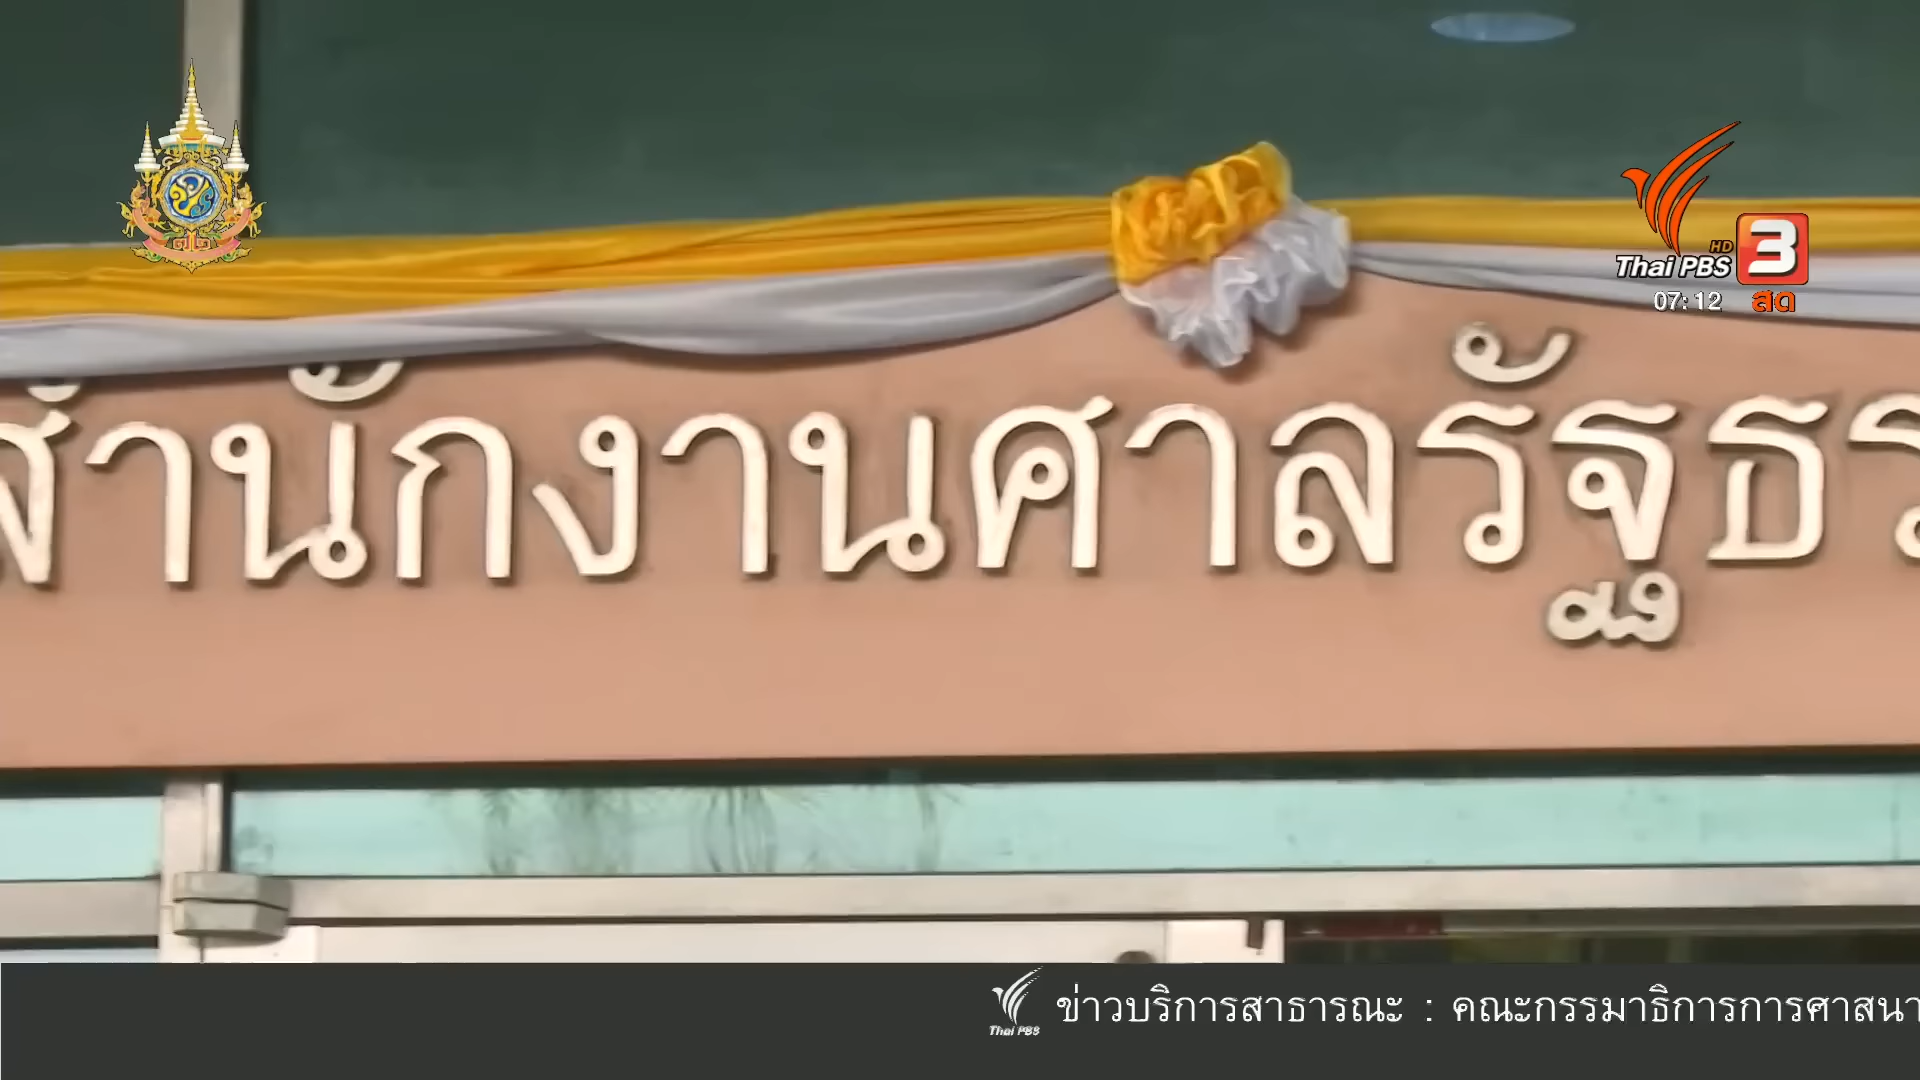 ๗๒
HD
Thai PBS 3
07:12 สด
สำนักงานศาลรัฐธร
Thai PBS
ข่าวบริการสาธารณะ : คณะกรรมาธิการการศาสนา